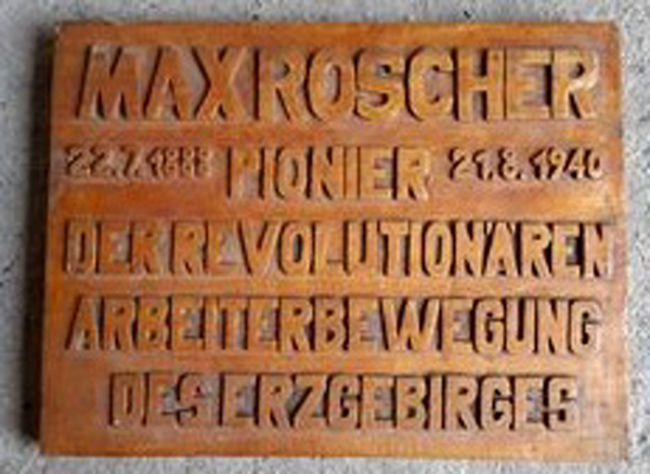 MAX ROSCHER
22.7.1888 PIONIER 21.8.1940
DER REVOLUTIONÄREN
ARBEITERBEWEGUNG
DES ERZGEBIRGES